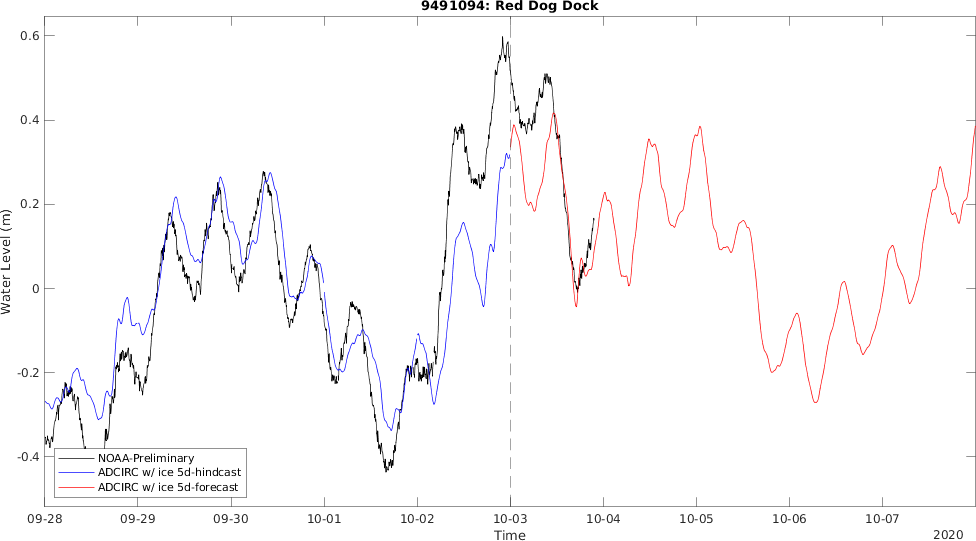 9491094: Red Dog Dock
0.6
0.4
0.2
0
-0.2
-0.4
Water Level (m)
NOAA-Preliminary
ADCIRC w/ ice 5d-hindcast
ADCIRC w/ ice 5d-forecast
09-28 09-29 09-30 10-01 10-02 10-03 10-04 10-05 10-06 10-07
Time
2020